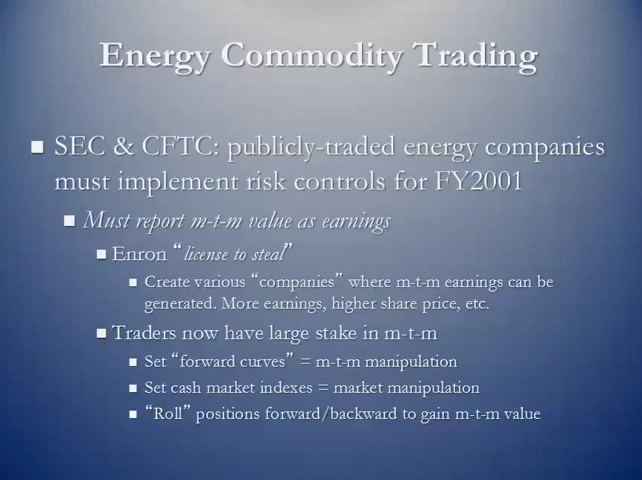 Energy Commodity Trading
SEC & CFTC: publicly-traded energy companies
must implement risk controls for FY2001
Must report m-t-m value as earnings
Enron “license to steal”
Create various “companies” where m-t-m earnings can be
generated. More earnings, higher share price, etc.
Traders now have large stake in m-t-m
Set “forward curves” = m-t-m manipulation
Set cash market indexes = market manipulation
“Roll” positions forward/backward to gain m-t-m value